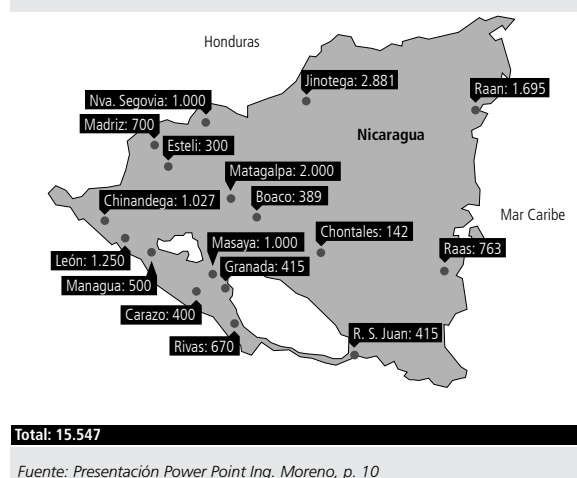 Honduras
Jinotega: 2.881
Raan: 1.695
Nva. Segovia: 1.000
Madriz: 700
Nicaragua
Esteli: 300
Matagalpa: 2.000
Boaco: 389
Chinandega: 1.027
Mar Caribe
Chontales: 142
Masaya: 1.000
Raas: 763
León: 1.250
Granada: 415
Managua: 500
Carazo: 400
R. S. Juan: 415
Rivas: 670
Total: 15.547
Fuente: Presentación Power Point Ing. Moreno, p. 10